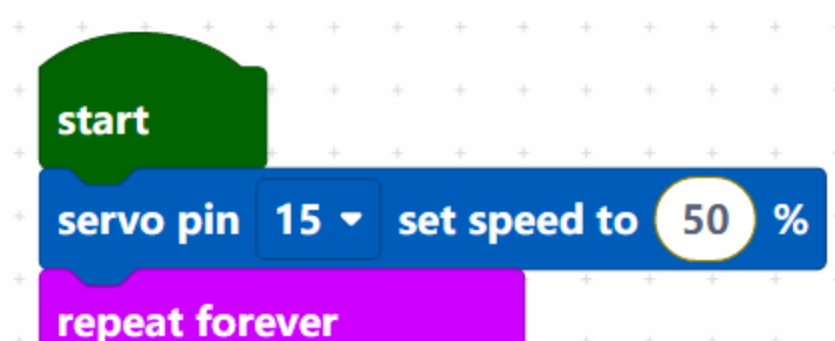 start
servo pin 15 set speed to 50 %
repeat forever